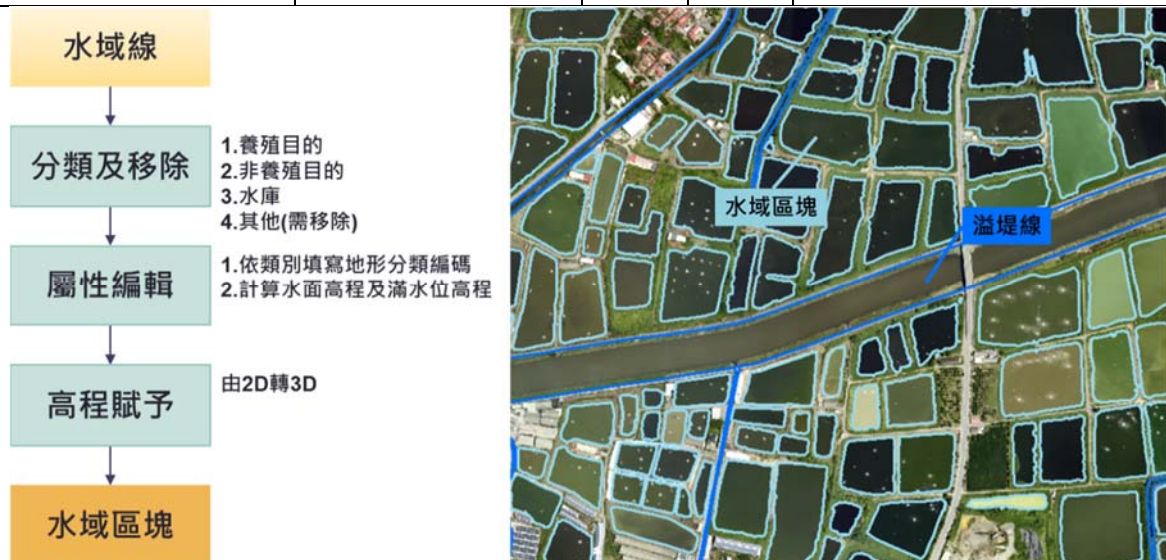 水域線
分類及移除
1.養殖目的
2.非養殖目的
3.水庫
4.其他(需移除)
屬性編輯
1.依類別填寫地形分類編碼
2.計算水面高程及滿水位高程
高程賦予
由2D轉3D
水域區塊
水域區塊
溢堤線